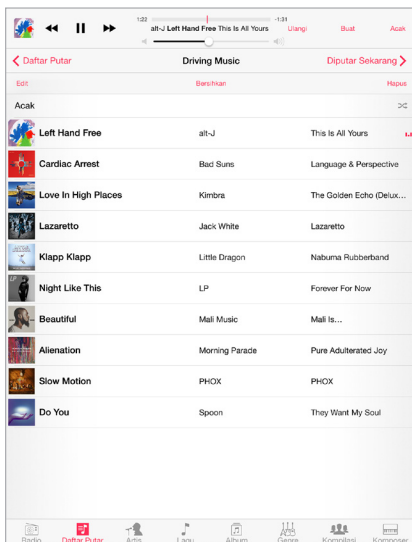 1:22 -1:31
alt-J Left Hand Free This Is All Yours
Ulangi Buat Acak
Daftar Putar Driving Music Diputar Sekarang
Edit Bersihkan Hapus
Acak
Left Hand Free alt-J This Is All Yours
Cardiac Arrest Bad Suns Language & Perspective
Love In High Places Kimbra The Golden Echo (Delux...
Lazaretto Jack White Lazaretto
Klapp Klapp Little Dragon Nabuma Rubberband
LP
Night Like This LP Forever For Now
Beautiful Mali Music Mali Is...
Alienation Morning Parade Pure Adulterated Joy
Slow Motion PHOX PHOX
Do You Spoon They Want My Soul
Radio Daftar Putar Artis Lagu Album Genre Kompilasi Komposer